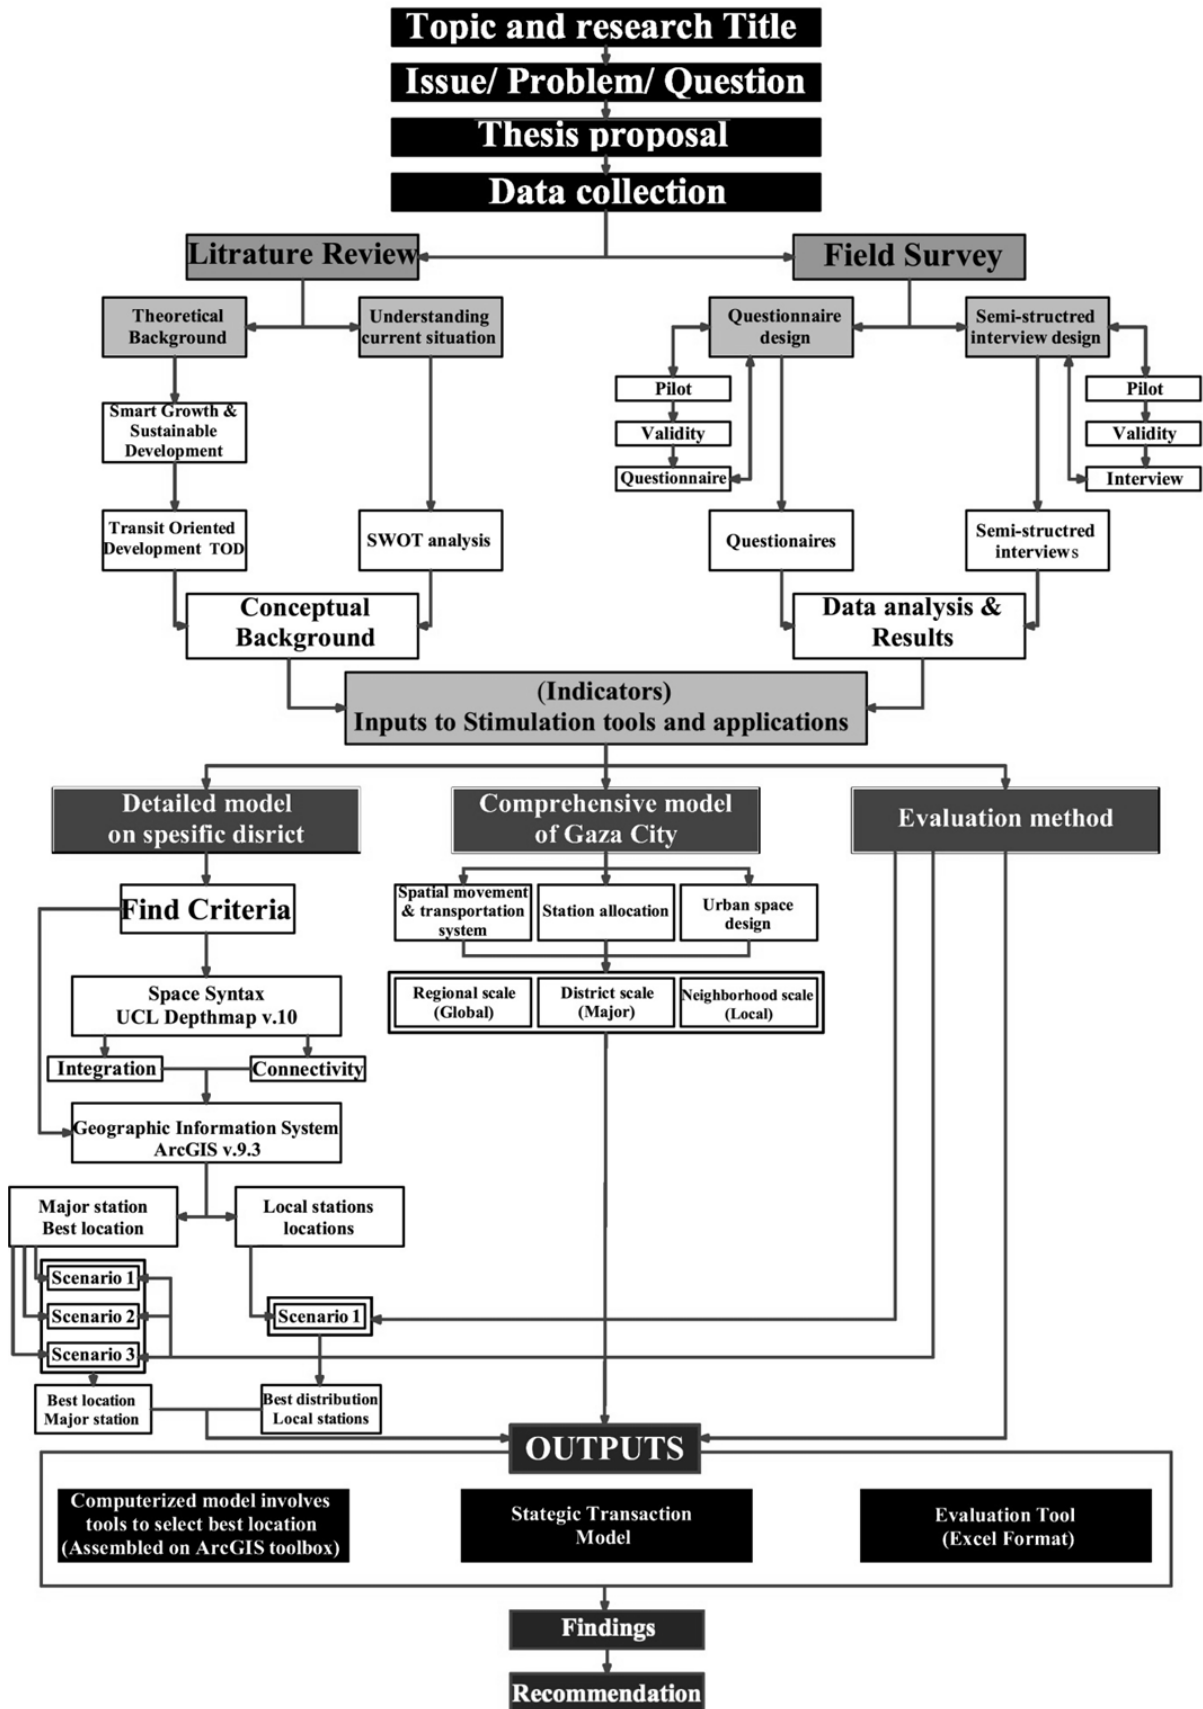 Topic and research Title
Issue/ Problem/ Question
Thesis proposal
Data collection
Litrature Review
Field Survey
Theoretical
Background
Understanding
current situation
Questionnaire
design
Semi-structred
interview design
Pilot
Validity
Questionnaire
Pilot
Validity
Interview
Smart Growth &
Sustainable
Development
Transit Oriented
Development TOD
SWOT analysis
Questionaires
Semi-structred
interviews
Conceptual
Background
Data analysis &
Results
(Indicators)
Inputs to Stimulation tools and applications
Detailed model
on spesific disrict
Comprehensive model
of Gaza City
Evaluation method
Find Criteria
Spatial movement
& transportation
system
Station allocation
Urban space
design
Regional scale
(Global)
District scale
(Major)
Neighborhood scale
(Local)
Space Syntax
UCL Depthmap v.10
Integration
Connectivity
Geographic Information System
ArcGIS v.9.3
Major station
Best location
Local stations
locations
Scenario 1
Scenario 2
Scenario 3
Scenario 1
Best location
Major station
Best distribution
Local stations
OUTPUTS
Computerized model involves
tools to select best location
(Assembled on ArcGIS toolbox)
Stategic Transaction
Model
Evaluation Tool
(Excel Format)
Findings
Recommendation